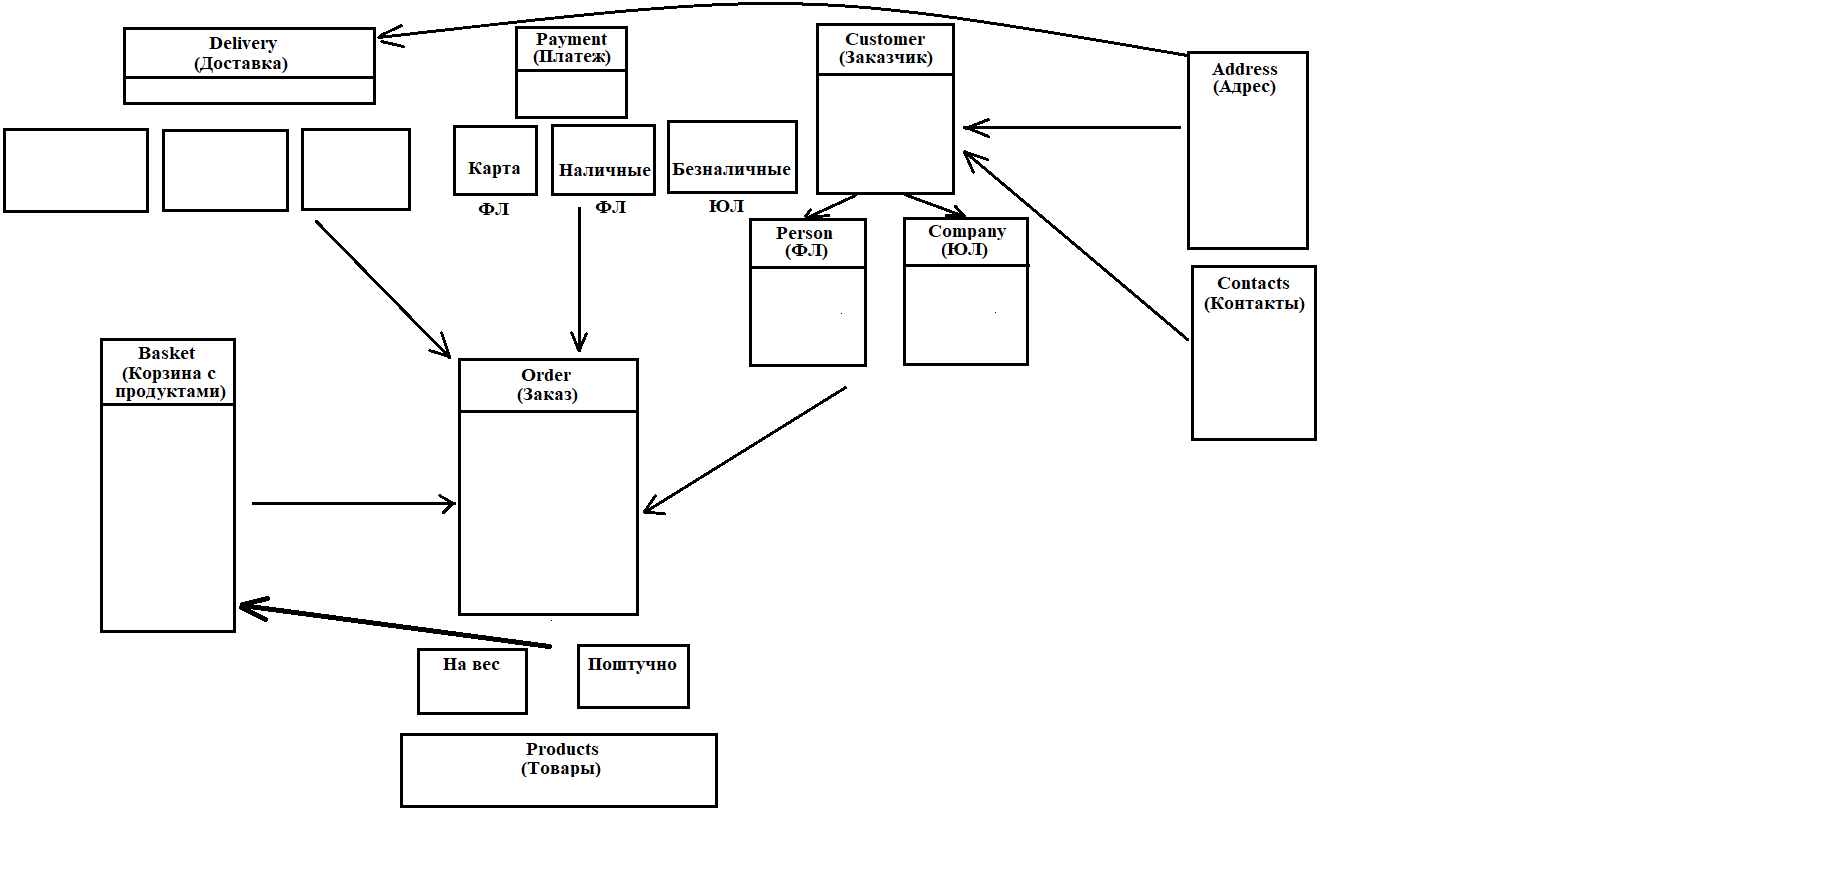 Delivery
(Доставка)
Payment
(Платеж)
Customer
(Заказчик)
Address
(Адрес)
Карта
Наличные
Безналичные
ФЛ
ФЛ
ЮЛ
Person
(ФЛ)
Company
(ЮЛ)
Contacts
(Контакты)
Basket
(Корзина с
продуктами)
Order
(Заказ)
На вес
Поштучно
Products
(Товары)